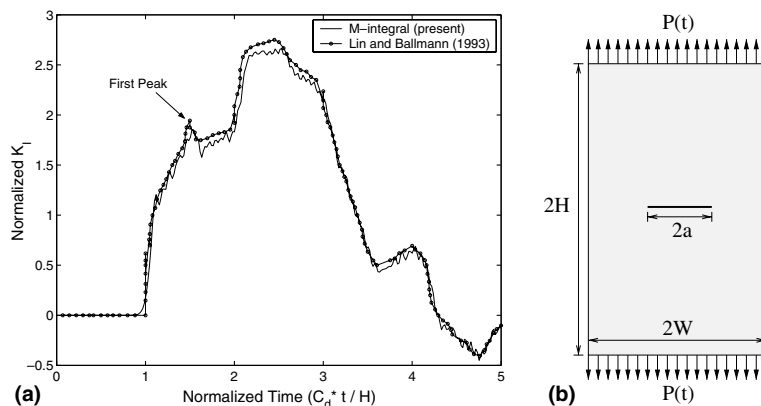 3
2.5
2
1.5
1
0.5
0
−0.5
Normalized K_I
M−integral (present)
Lin and Ballmann (1993)
First Peak
0 1 2 3 4 5
Normalized Time (C_d* t / H)
(a)
P(t)
2H
2a
2W
P(t)
(b)